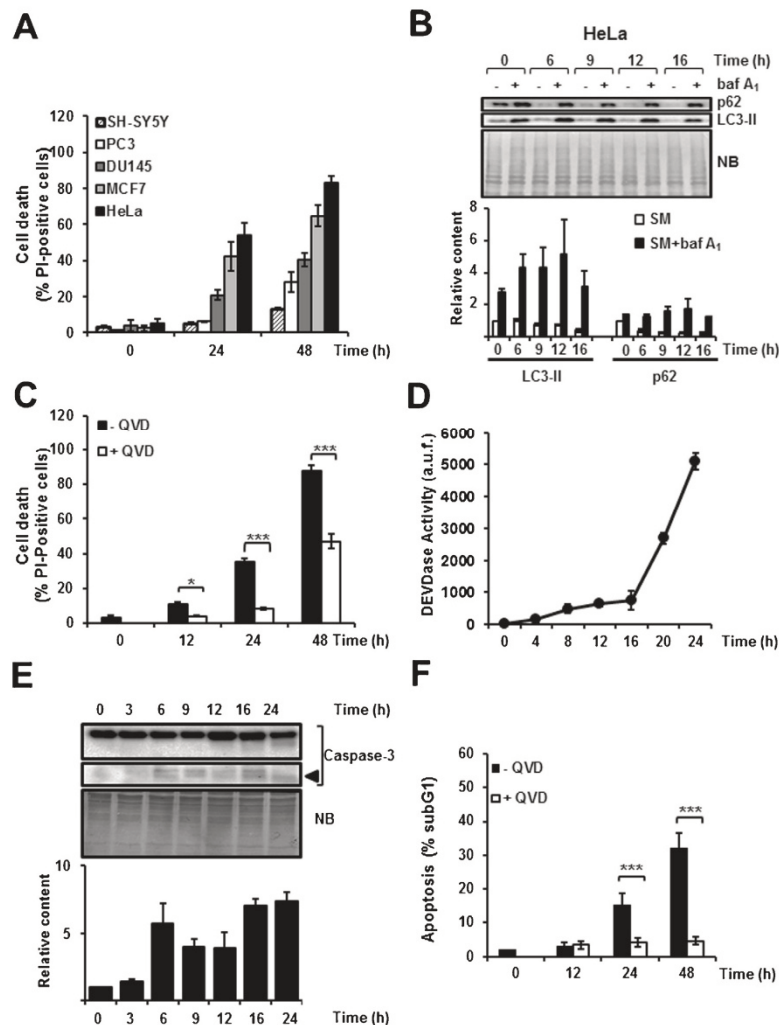 A
120
100
80
60
40
20
0
Cell death
(% PI-positive cells)
SH-SY5Y
PC3
DU145
MCF7
HeLa
0 24 48 Time (h)
B
HeLa
0 6 9 12 16 Time (h)
- + - + - + - + - + baf A1
p62
LC3-II
NB
8
6
4
2
0
Relative content
SM
SM+baf A1
0 6 9 12 16 0 6 9 12 16 Time (h)
LC3-II p62
C
120
100
80
60
40
20
0
Cell death
(% PI-Positive cells)
- QVD
+ QVD
*
***
***
0 12 24 48 Time (h)
D
6000
5000
4000
3000
2000
1000
0
DEVDase Activity (a.u.f.)
0 4 8 12 16 20 24 Time (h)
E
0 3 6 9 12 16 24 Time (h)
Caspase-3
NB
10
5
Relative content
0 3 6 9 12 16 24 Time (h)
F
60
50
40
30
20
10
0
Apoptosis (% subG1)
- QVD
+ QVD
***
***
0 12 24 48 Time (h)